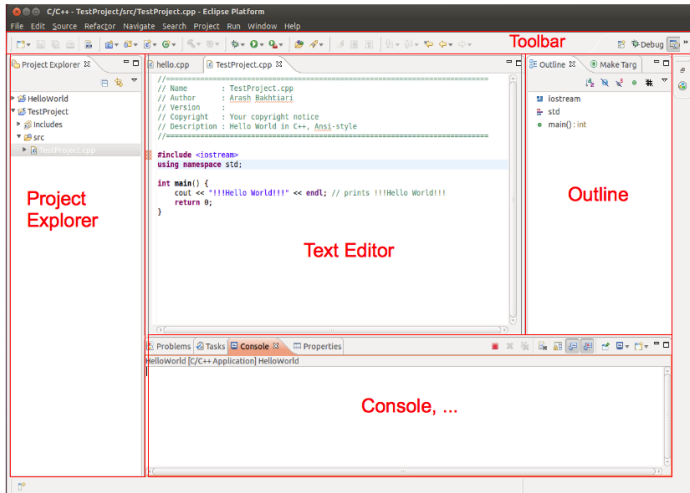 C/C++ - TestProject/src/TestProject.cpp - Eclipse Platform
File Edit Source Refactor Navigate Search Project Run Window Help
Toolbar
Debug
Project Explorer
hello.cpp
TestProject.cpp
Outline
Make Targ
HelloWorld
TestProject
Includes
src
TestProject.cpp
//============================================================================
// Name : TestProject.cpp
// Author : Arash Bakhtiari
// Version :
// Copyright : Your copyright notice
// Description : Hello World in C++, Ansi-style
//============================================================================
#include <iostream>
using namespace std;
int main() {
cout << "!!!Hello World!!!" << endl; // prints !!!Hello World!!!
return 0;
}
iostream
std
main() : int
Project
Explorer
Text Editor
Outline
Problems
Tasks
Console
Properties
HelloWorld [C/C++ Application] HelloWorld
Console, ...